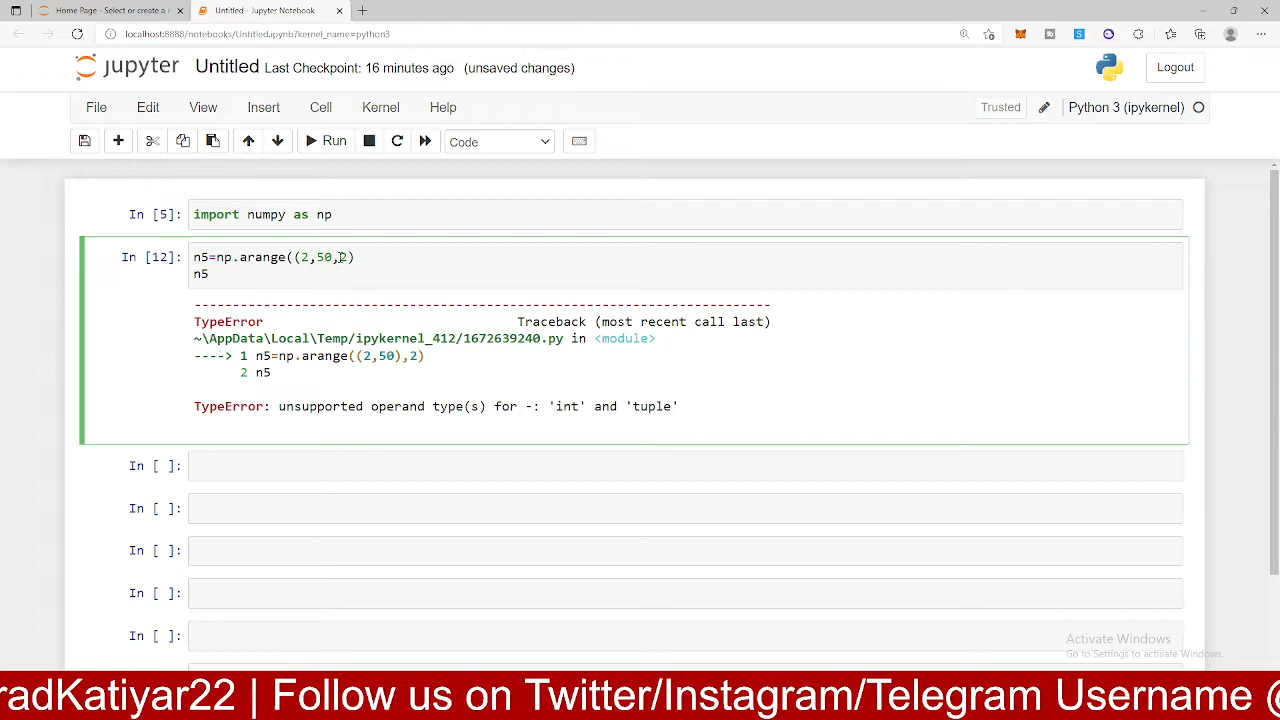 Home Page - Select or create a n
Untitled - Jupyter Notebook
localhost:8888/notebooks/Untitled.ipynb?kernel_name=python3
jupyter Untitled Last Checkpoint: 16 minutes ago (unsaved changes)
Logout
File Edit View Insert Cell Kernel Help
Trusted
Python 3 (ipykernel)
Run
Code
In [5]: import numpy as np
In [12]: n5=np.arange((2,50,2)
n5
---------------------------------------------------------------------------
TypeError Traceback (most recent call last)
~\AppData\Local\Temp/ipykernel_412/1672639240.py in <module>
----> 1 n5=np.arange((2,50),2)
2 n5
TypeError: unsupported operand type(s) for -: 'int' and 'tuple'
In [ ]:
In [ ]:
In [ ]:
In [ ]:
In [ ]:
Activate Windows
Go to Settings to activate Windows.
radKatiyar22 | Follow us on Twitter/Instagram/Telegram Username @